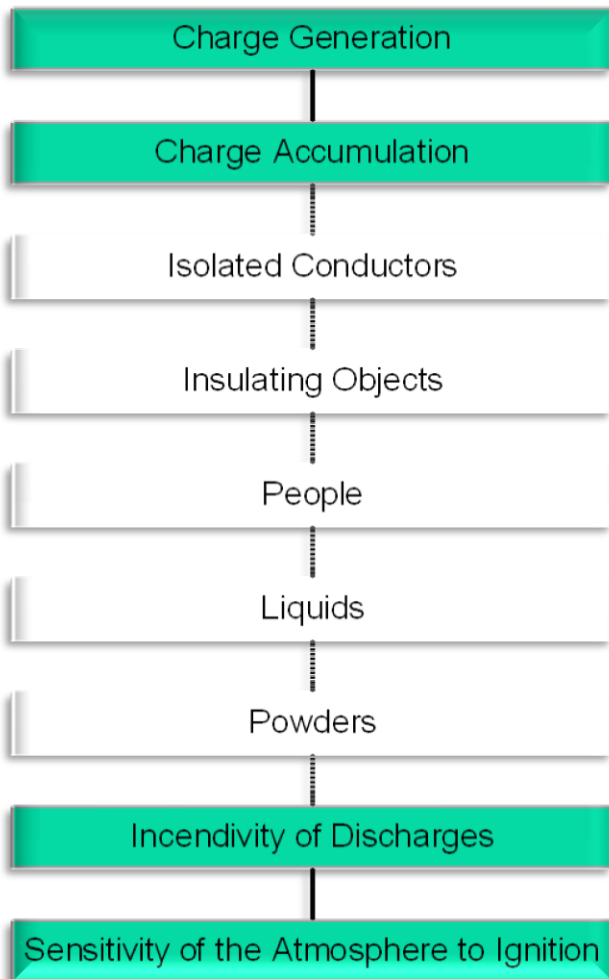 Charge Generation
Charge Accumulation
Isolated Conductors
Insulating Objects
People
Liquids
Powders
Incendivity of Discharges
Sensitivity of the Atmosphere to Ignition